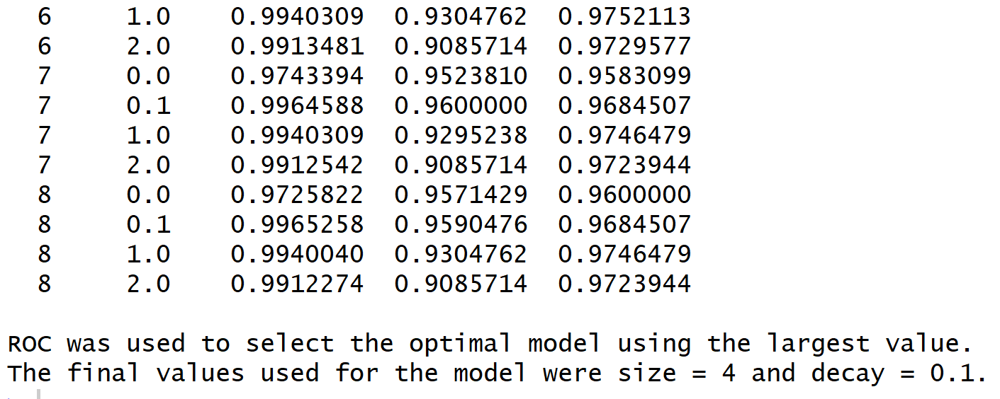 6 1.0 0.9940309 0.9304762 0.9752113
6 2.0 0.9913481 0.9085714 0.9729577
7 0.0 0.9743394 0.9523810 0.9583099
7 0.1 0.9964588 0.9600000 0.9684507
7 1.0 0.9940309 0.9295238 0.9746479
7 2.0 0.9912542 0.9085714 0.9723944
8 0.0 0.9725822 0.9571429 0.9600000
8 0.1 0.9965258 0.9590476 0.9684507
8 1.0 0.9940040 0.9304762 0.9746479
8 2.0 0.9912274 0.9085714 0.9723944
ROC was used to select the optimal model using the largest value.
The final values used for the model were size = 4 and decay = 0.1.